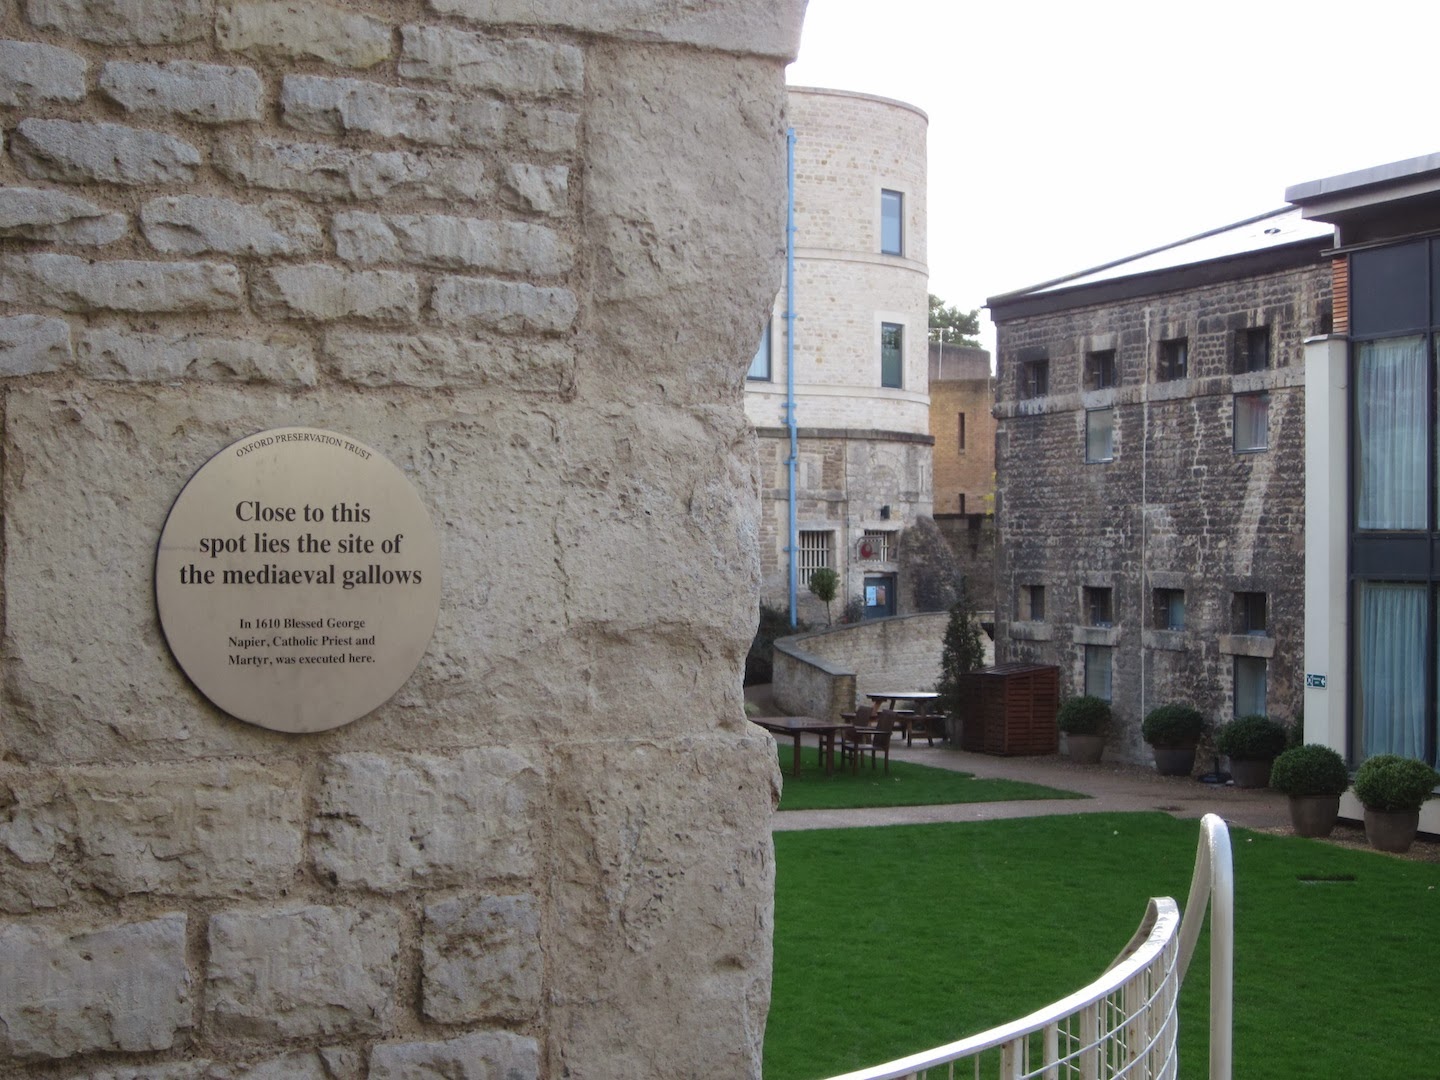 OXFORD PRESERVATION TRUST
Close to this
spot lies the site of
the mediaeval gallows
In 1610 Blessed George
Napier, Catholic Priest and
Martyr, was executed here.